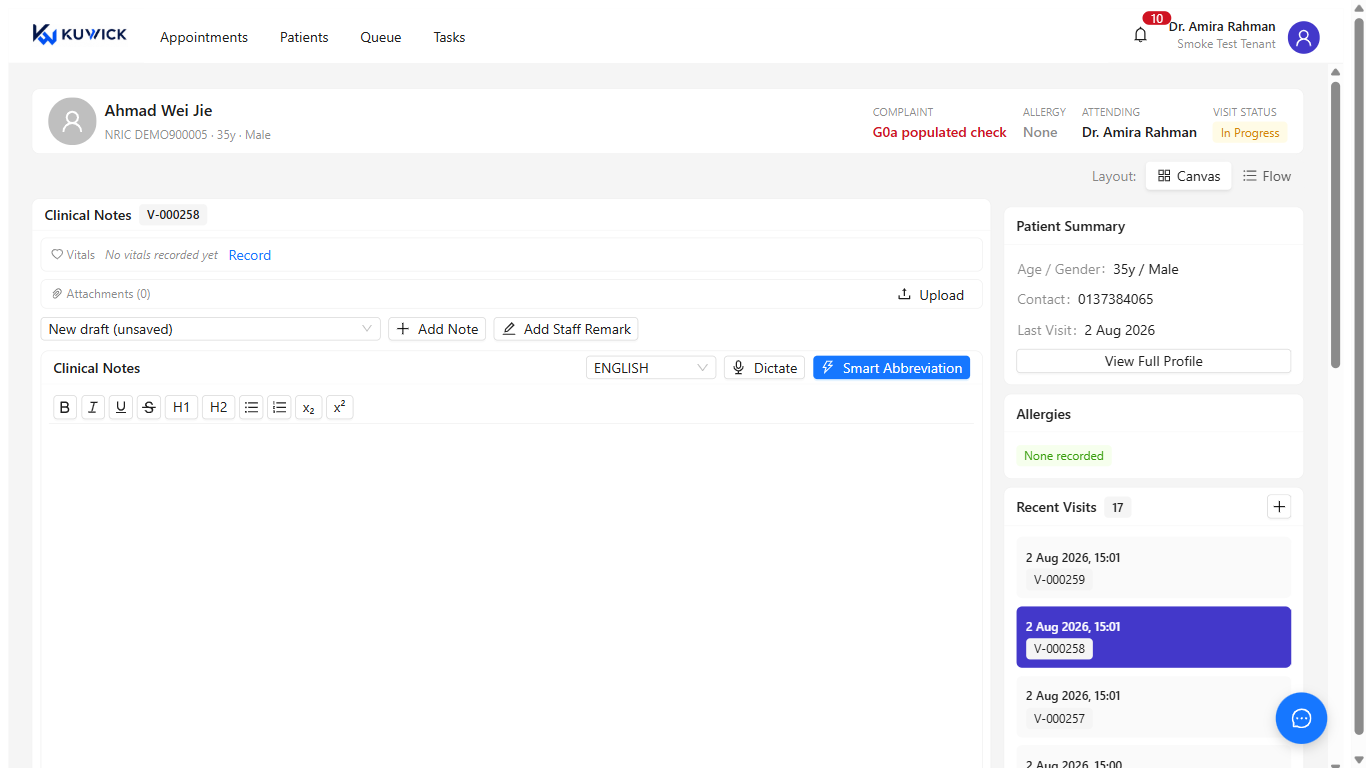 KUWICK
Appointments Patients Queue Tasks
10
Dr. Amira Rahman
Smoke Test Tenant
Ahmad Wei Jie
NRIC DEMO900005 · 35y · Male
COMPLAINT ALLERGY ATTENDING VISIT STATUS
G0a populated check None Dr. Amira Rahman In Progress
Layout: Canvas Flow
Clinical Notes V-000258
Vitals No vitals recorded yet Record
Attachments (0) Upload
New draft (unsaved) Add Note Add Staff Remark
Clinical Notes ENGLISH Dictate Smart Abbreviation
B I U S H1 H2 x₂ x²
Patient Summary
Age / Gender: 35y / Male
Contact: 0137384065
Last Visit: 2 Aug 2026
View Full Profile
Allergies
None recorded
Recent Visits 17
2 Aug 2026, 15:01
V-000259
2 Aug 2026, 15:01
V-000258
2 Aug 2026, 15:01
V-000257
2 Aug 2026, 15:00